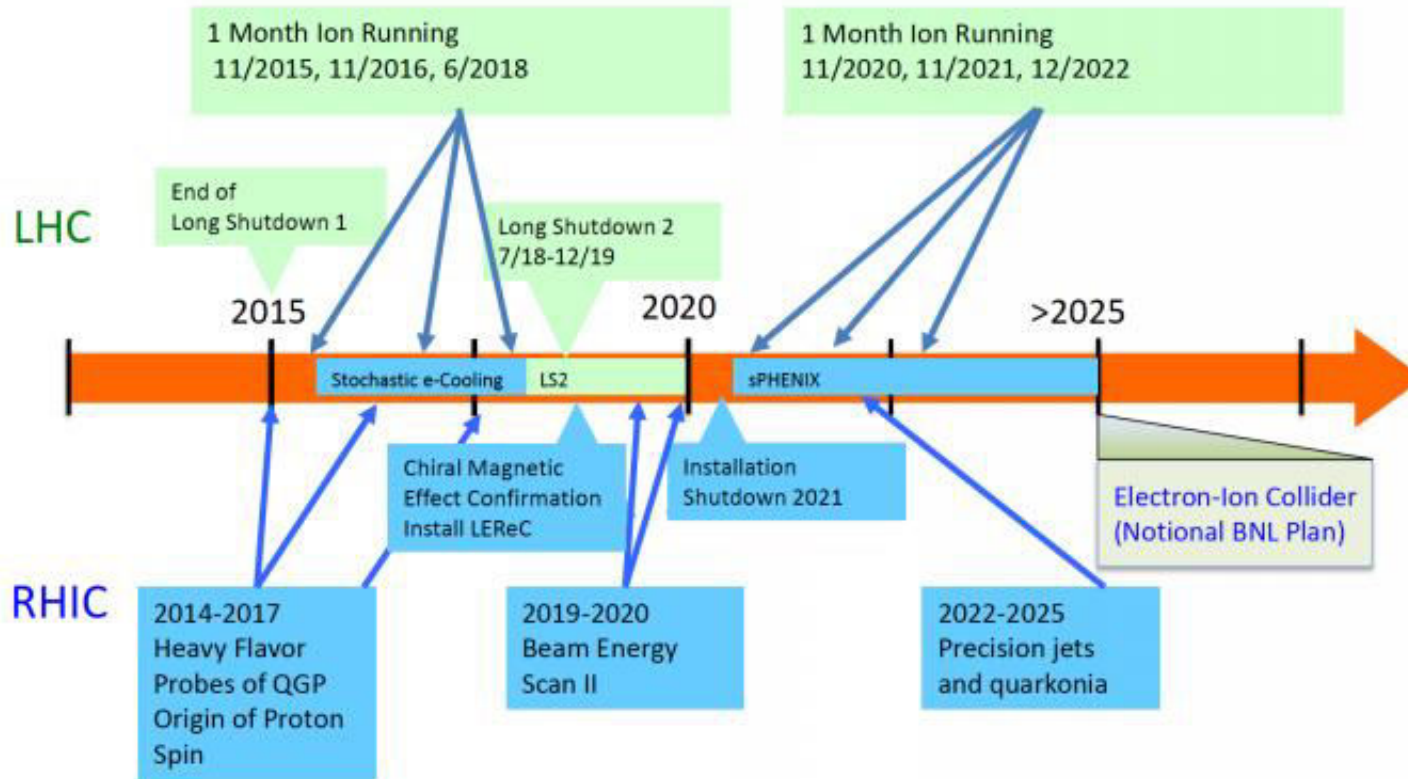 1 Month Ion Running
11/2015, 11/2016, 6/2018
1 Month Ion Running
11/2020, 11/2021, 12/2022
End of
Long Shutdown 1
LHC
Long Shutdown 2
7/18-12/19
2015
2020
>2025
Stochastic e-Cooling
LS2
sPHENIX
Chiral Magnetic
Effect Confirmation
Install LEReC
Installation
Shutdown 2021
Electron-Ion Collider
(Notional BNL Plan)
RHIC
2014-2017
Heavy Flavor
Probes of QGP
Origin of Proton
Spin
2019-2020
Beam Energy
Scan II
2022-2025
Precision jets
and quarkonia